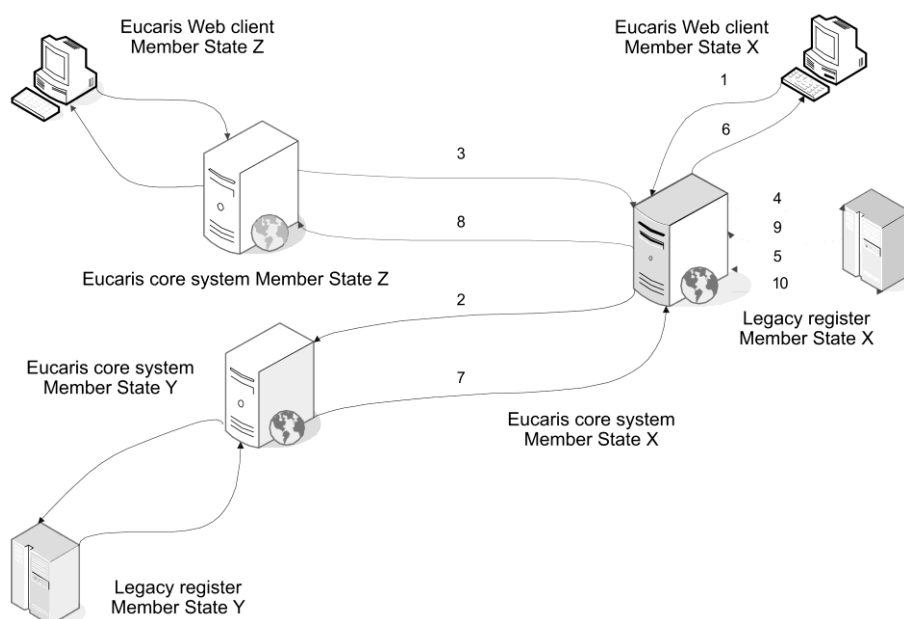 Eucaris Web client
Member State Z
Eucaris Web client
Member State X
1
6
3
4
8
9
5
10
Eucaris core system Member State Z
2
Legacy register
Member State X
Eucaris core system
Member State Y
7
Eucaris core system
Member State X
Legacy register
Member State Y